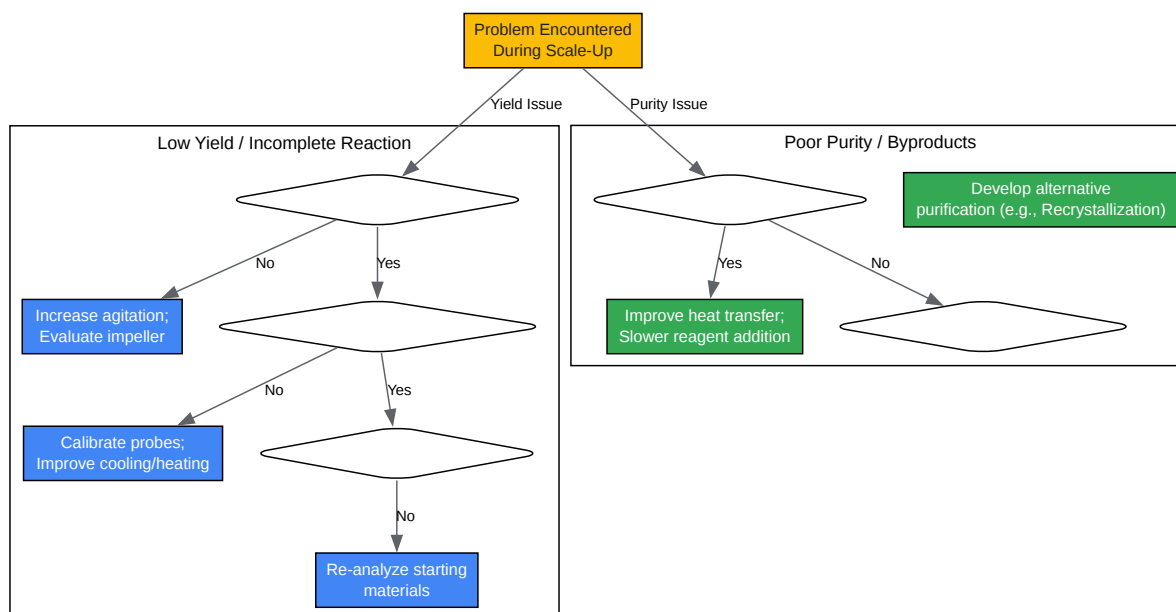 Problem Encountered
During Scale-Up
Yield Issue
Purity Issue
Low Yield / Incomplete Reaction
Poor Purity / Byproducts
Develop alternative
purification (e.g., Recrystallization)
No
Yes
Yes
No
Increase agitation;
Evaluate impeller
Improve heat transfer;
Slower reagent addition
No
Yes
Calibrate probes;
Improve cooling/heating
No
Re-analyze starting
materials